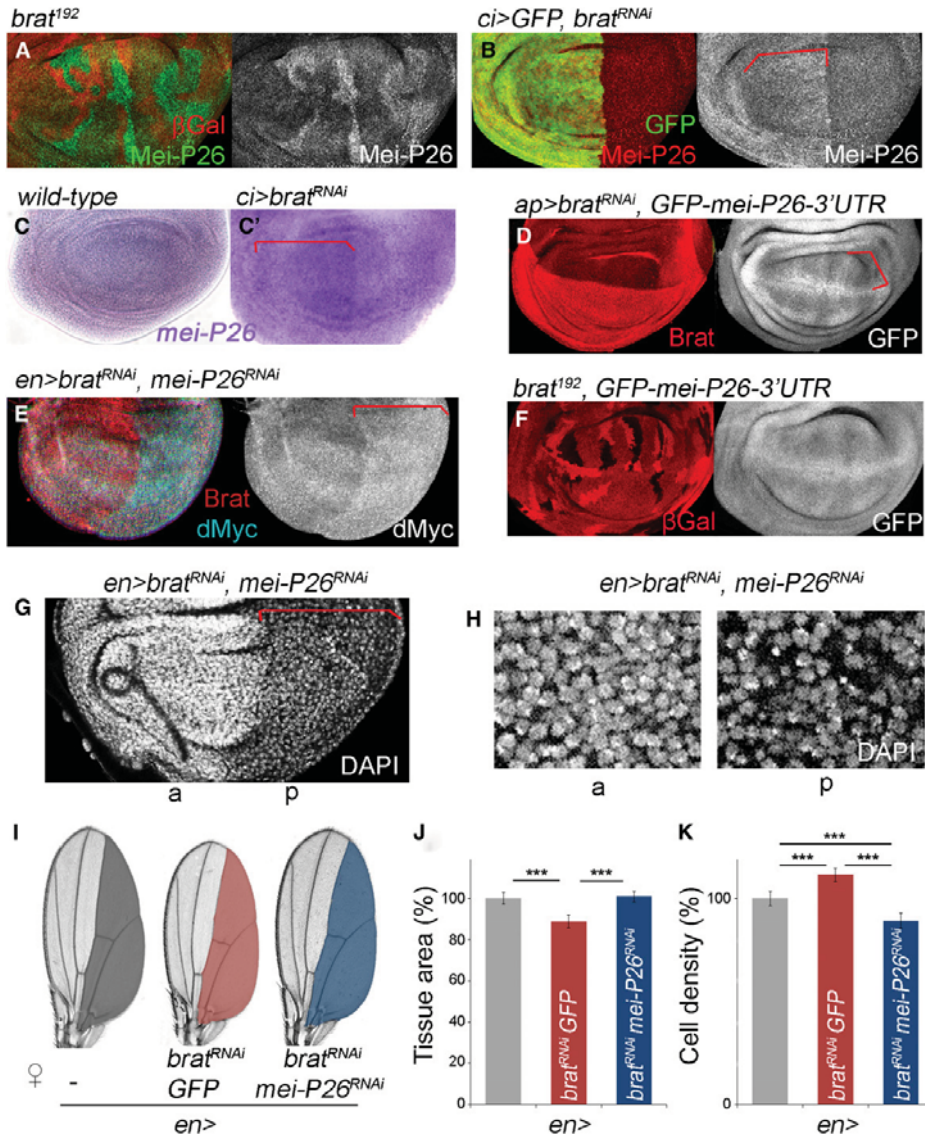 brat¹⁹²
A
βGal
Mei-P26
Mei-P26
ci>GFP, bratᴿᴺᴬⁱ
B
GFP
Mei-P26
Mei-P26
wild-type
C
ci>bratᴿᴺᴬⁱ
C'
mei-P26
ap>bratᴿᴺᴬⁱ, GFP-mei-P26-3'UTR
D
Brat
GFP
en>bratᴿᴺᴬⁱ, mei-P26ᴿᴺᴬⁱ
E
Brat
dMyc
dMyc
brat¹⁹², GFP-mei-P26-3'UTR
F
βGal
GFP
en>bratᴿᴺᴬⁱ, mei-P26ᴿᴺᴬⁱ
G
DAPI
a p
en>bratᴿᴺᴬⁱ, mei-P26ᴿᴺᴬⁱ
H
DAPI
a p
I
♀ -
bratᴿᴺᴬⁱ
GFP
bratᴿᴺᴬⁱ
mei-P26ᴿᴺᴬⁱ
en>
J
Tissue area (%)
100
80
60
40
20
0
***
***
bratᴿᴺᴬⁱ GFP
bratᴿᴺᴬⁱ mei-P26ᴿᴺᴬⁱ
en>
K
Cell density (%)
100
0
***
***
***
bratᴿᴺᴬⁱ GFP
bratᴿᴺᴬⁱ mei-P26ᴿᴺᴬⁱ
en>